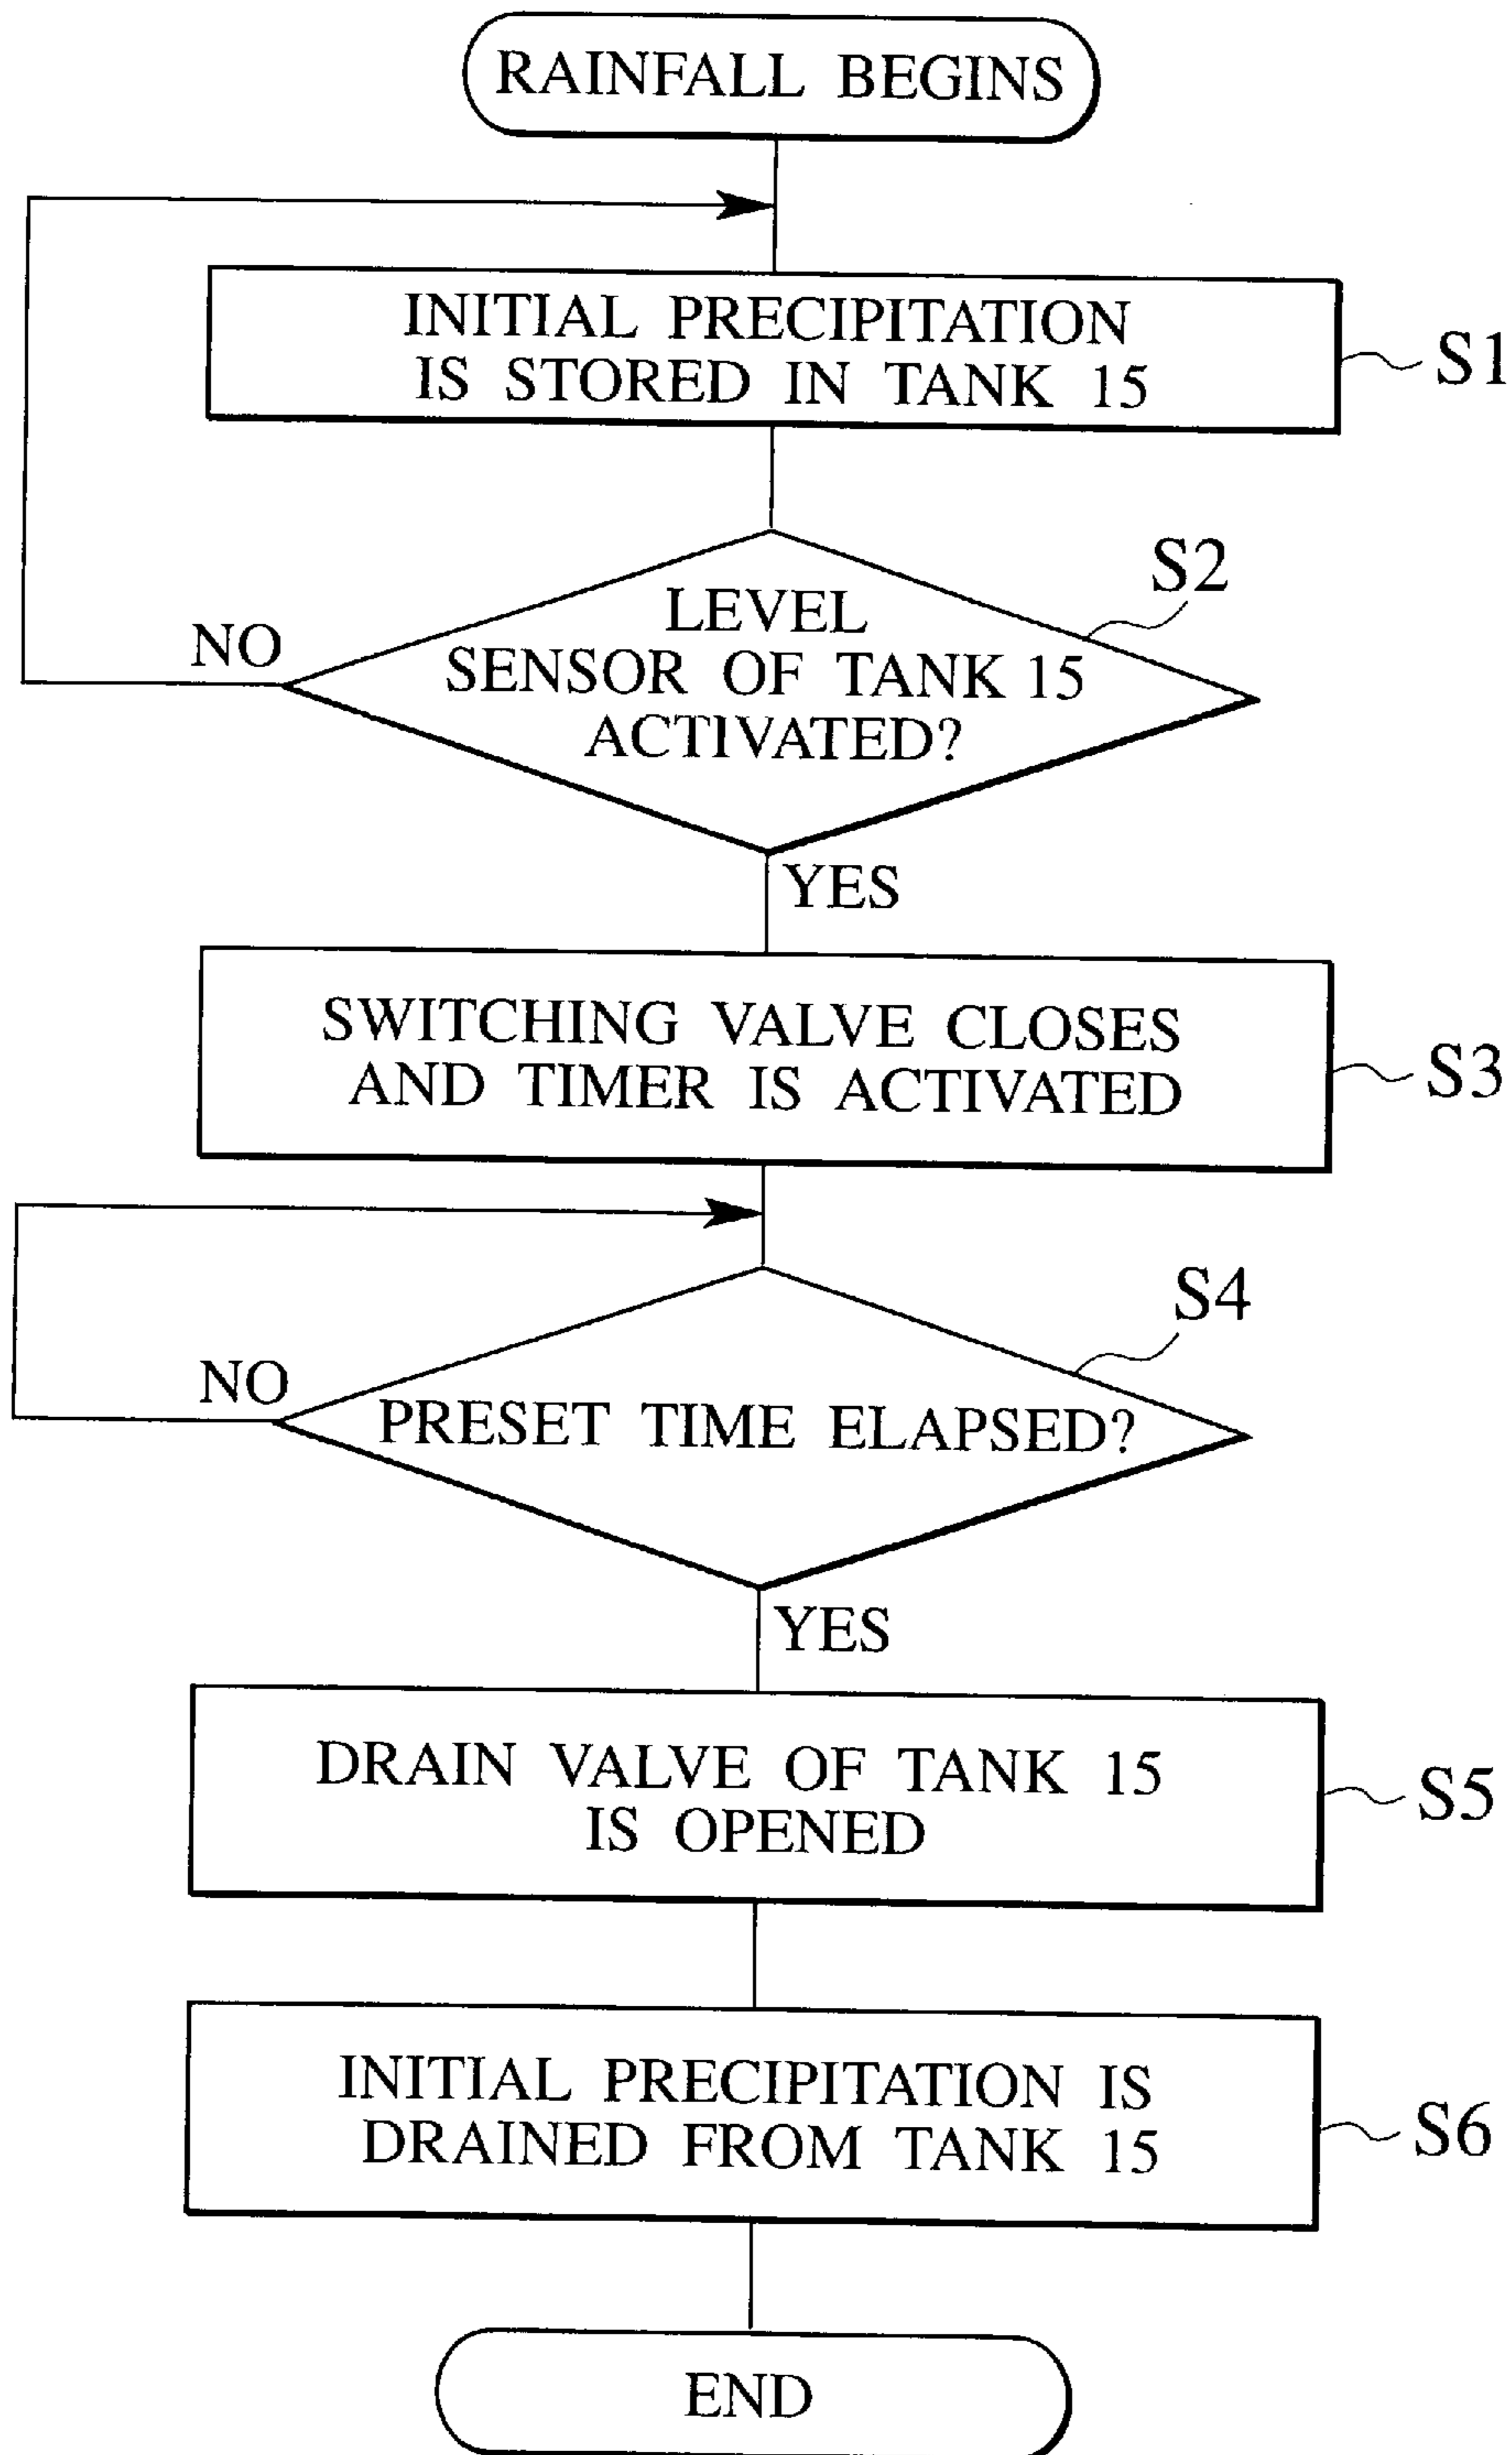 RAINFALL BEGINS
INITIAL PRECIPITATION
IS STORED IN TANK 15
S1
S2
LEVEL
SENSOR OF TANK 15
ACTIVATED?
NO
YES
SWITCHING VALVE CLOSES
AND TIMER IS ACTIVATED
S3
S4
NO
PRESET TIME ELAPSED?
YES
DRAIN VALVE OF TANK 15
IS OPENED
S5
INITIAL PRECIPITATION IS
DRAINED FROM TANK 15
S6
END